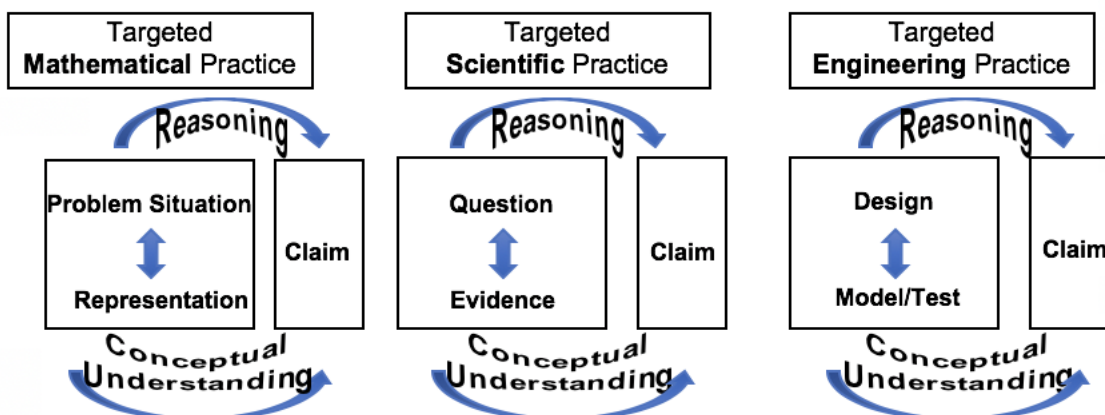 Targeted
Mathematical Practice
Reasoning
Problem Situation
Representation
Claim
Conceptual
Understanding
Targeted
Scientific Practice
Reasoning
Question
Evidence
Claim
Conceptual
Understanding
Targeted
Engineering Practice
Reasoning
Design
Model/Test
Claim
Conceptual
Understanding